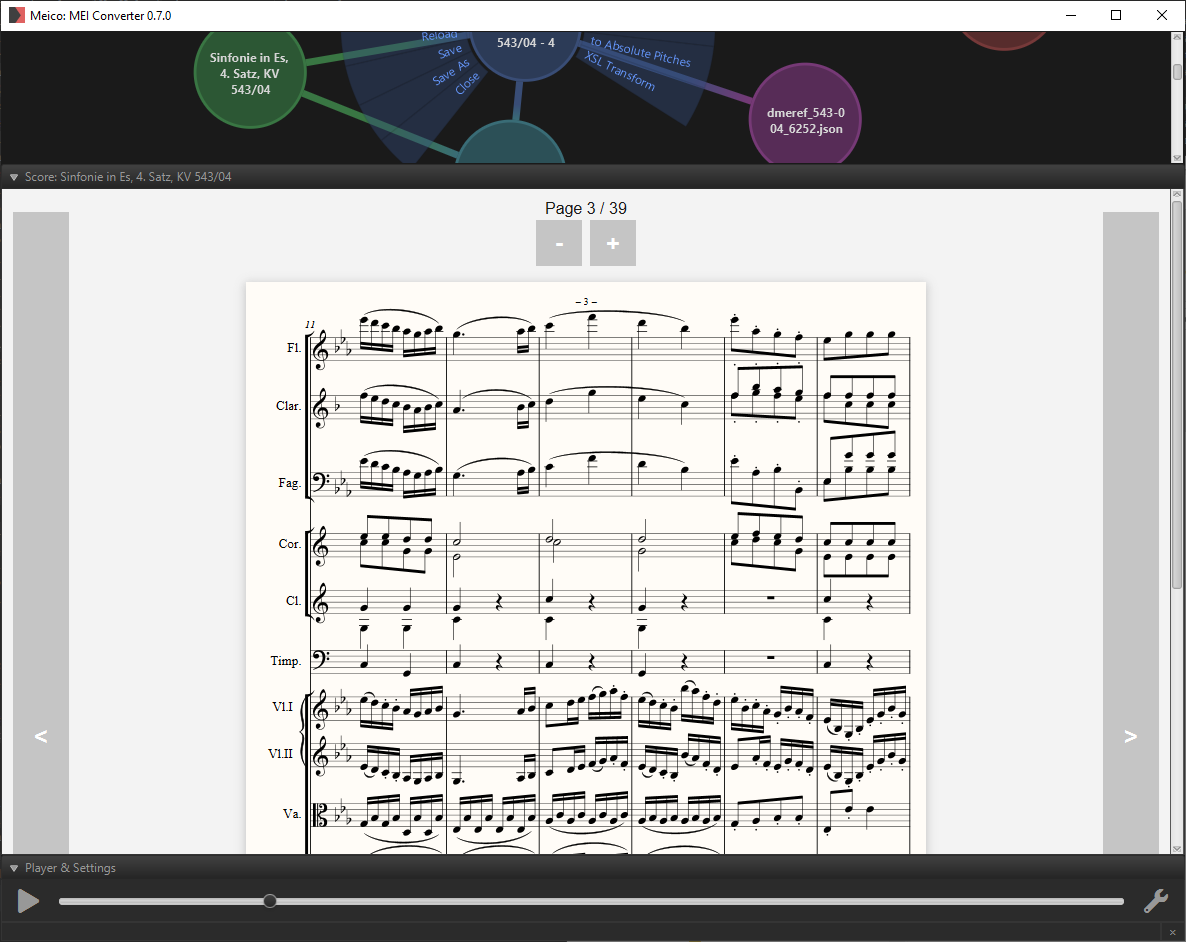 Meico: MEI Converter 0.7.0
Reload
Save
Save As
Close
543/04 - 4
to Absolute Pitches
XSL Transform
Sinfonie in Es,
4. Satz, KV
543/04
dmeref_543-0
04_6252.json
Score: Sinfonie in Es, 4. Satz, KV 543/04
Page 3 / 39
-
+
<
>
– 3 –
11
Fl.
Clar.
Fag.
Cor.
Cl.
Timp.
Vl.I
Vl.II
Va.
Player & Settings